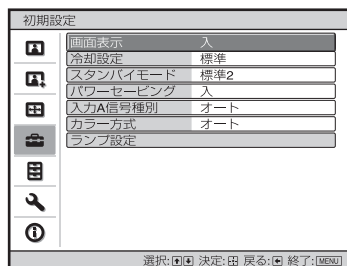 初期設定
画面表示 入
冷却設定 標準
スタンバイモード 標準2
パワーセービング 入
入力A信号種別 オート
カラー方式 オート
ランプ設定
選択: 決定: 戻る: 終了:MENU